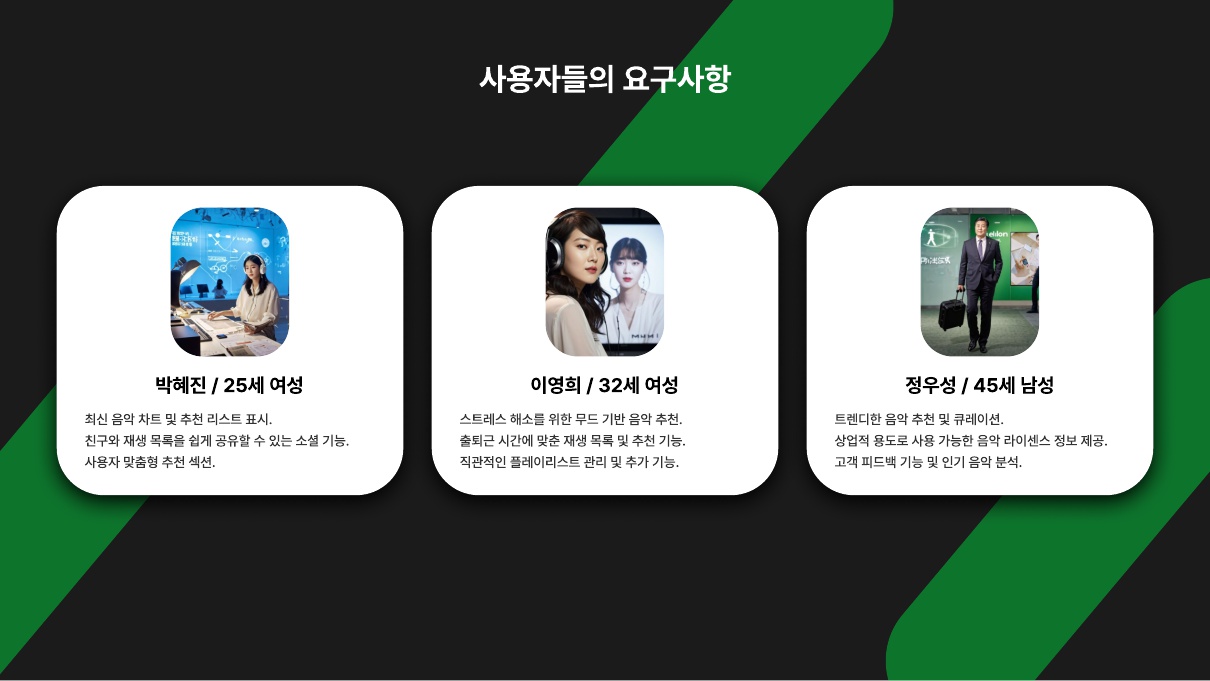 사용자들의 요구사항
박혜진 / 25세 여성
최신 음악 차트 및 추천 리스트 표시.
친구와 재생 목록을 쉽게 공유할 수 있는 소셜 기능.
사용자 맞춤형 추천 섹션.
이영희 / 32세 여성
스트레스 해소를 위한 무드 기반 음악 추천.
출퇴근 시간에 맞춘 재생 목록 및 추천 기능.
직관적인 플레이리스트 관리 및 추가 기능.
정우성 / 45세 남성
트렌디한 음악 추천 및 큐레이션.
상업적 용도로 사용 가능한 음악 라이센스 정보 제공.
고객 피드백 기능 및 인기 음악 분석.